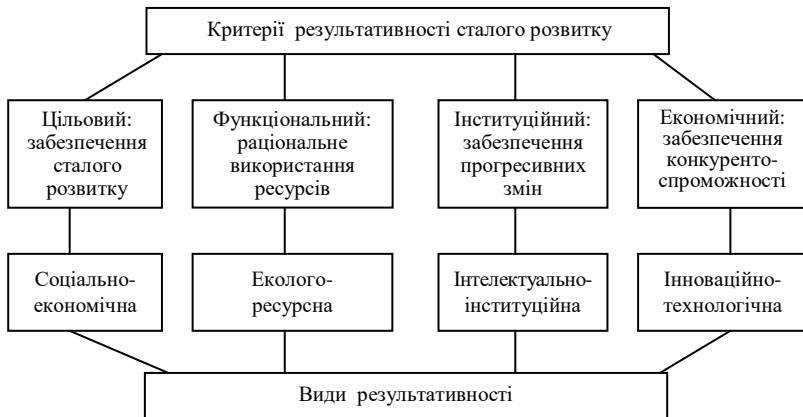 Критерії результативності сталого розвитку
Цільовий:
забезпечення
сталого
розвитку
Функціональний:
раціональне
використання
ресурсів
Інституційний:
забезпечення
прогресивних
змін
Економічний:
забезпечення
конкуренто-
спроможності
Соціально-
економічна
Еколого-
ресурсна
Інтелектуально-
інституційна
Інноваційно-
технологічна
Види результативності